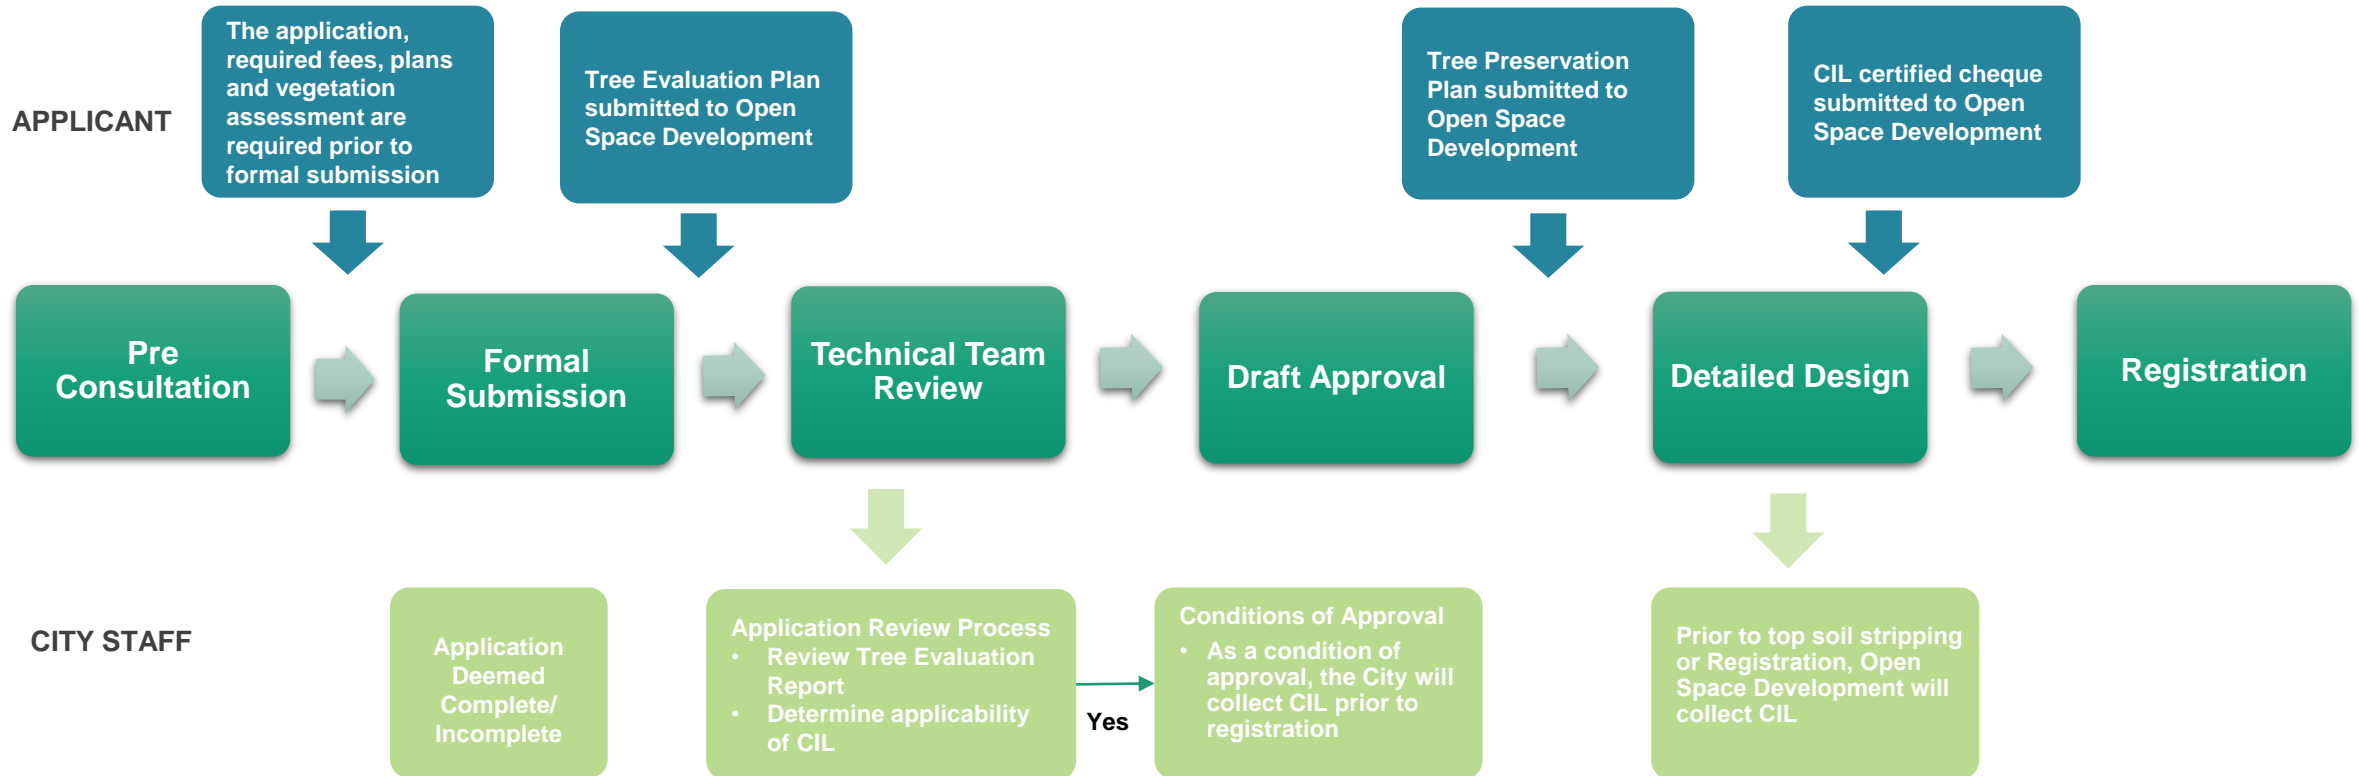 APPLICANT
The application,
required fees, plans
and vegetation
assessment are
required prior to
formal submission
Tree Evaluation Plan
submitted to Open
Space Development
Tree Preservation
Plan submitted to
Open Space
Development
CIL certified cheque
submitted to Open
Space Development
Pre
Consultation
Formal
Submission
Technical Team
Review
Draft Approval
Detailed Design
Registration
CITY STAFF
Application
Deemed
Complete/
Incomplete
Application Review Process
• Review Tree Evaluation
Report
• Determine applicability
of CIL
Yes
Conditions of Approval
• As a condition of
approval, the City will
collect CIL prior to
registration
Prior to top soil stripping
or Registration, Open
Space Development will
collect CIL